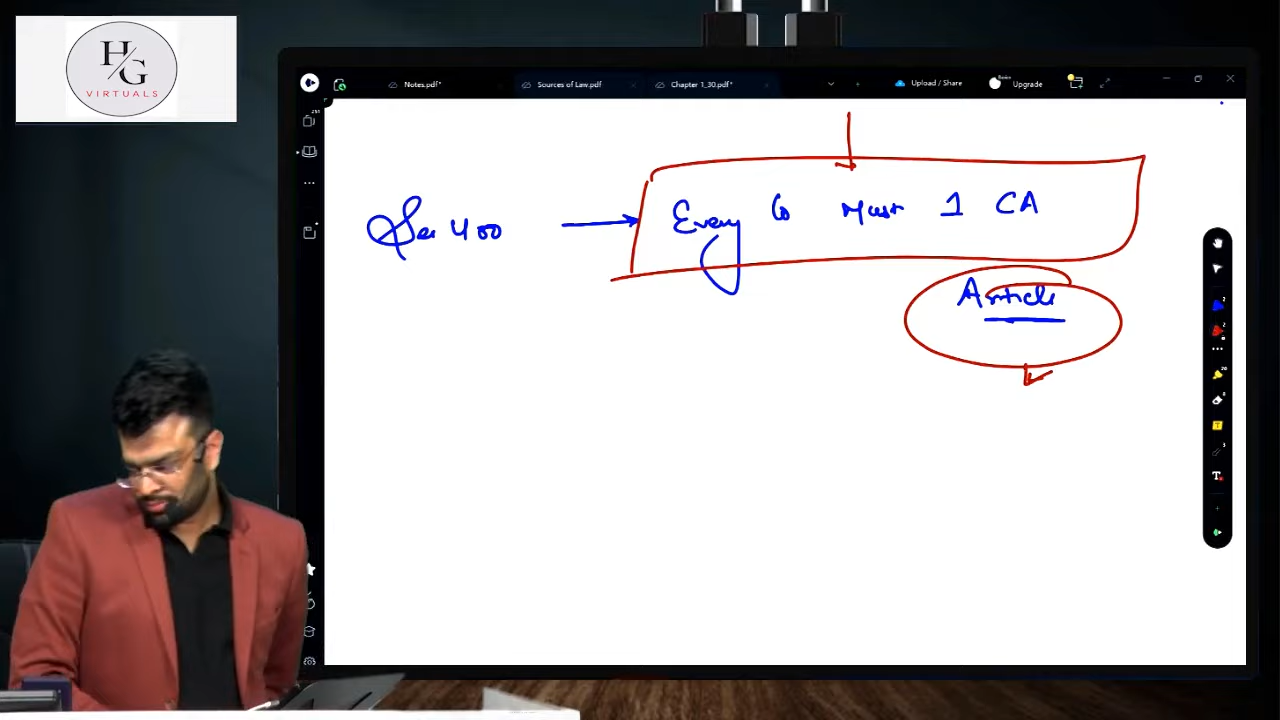 H/G
VIRTUALS
Notes.pdf*
Sources of Law.pdf
Chapter 1_30.pdf*
Upload / Share
Upgrade
Sec 400 → Every Co Must 1 CA
Article